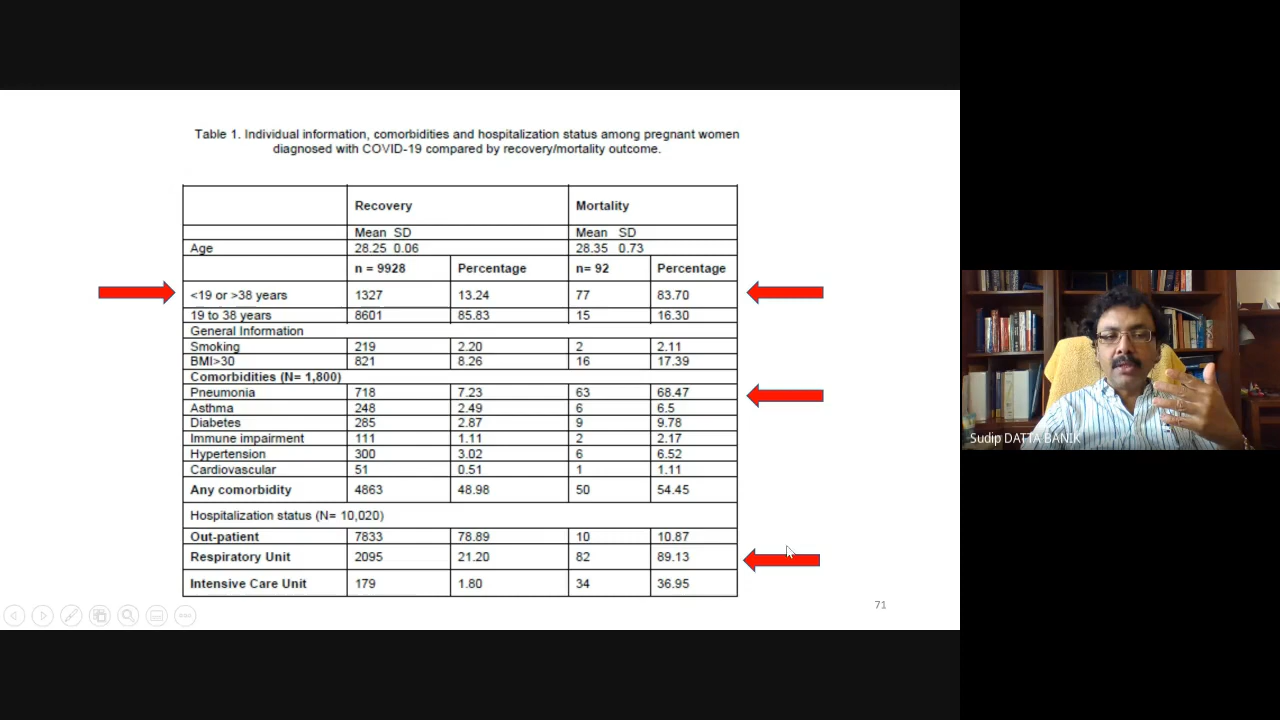 Table 1. Individual information, comorbidities and hospitalization status among pregnant women
diagnosed with COVID-19 compared by recovery/mortality outcome.
Recovery Mortality
Mean SD Mean SD
Age 28.25 0.06 28.35 0.73
n = 9928 Percentage n= 92 Percentage
<19 or >38 years 1327 13.24 77 83.70
19 to 38 years 8601 85.83 15 16.30
General Information
Smoking 219 2.20 2 2.11
BMI>30 821 8.26 16 17.39
Comorbidities (N= 1,800)
Pneumonia 718 7.23 63 68.47
Asthma 248 2.49 6 6.5
Diabetes 285 2.87 9 9.78
Immune impairment 111 1.11 2 2.17
Hypertension 300 3.02 6 6.52
Cardiovascular 51 0.51 1 1.11
Any comorbidity 4863 48.98 50 54.45
Hospitalization status (N= 10,020)
Out-patient 7833 78.89 10 10.87
Respiratory Unit 2095 21.20 82 89.13
Intensive Care Unit 179 1.80 34 36.95
71
Sudip DATTA BANIK